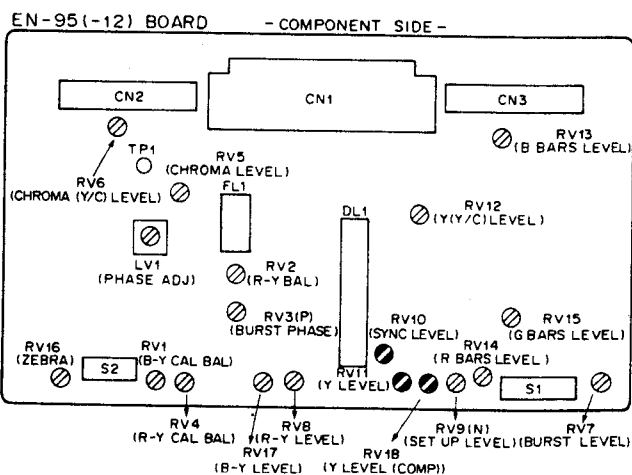 EN-95(-12) BOARD - COMPONENT SIDE -
CN2
CN1
CN3
TP1
RV5
(CHROMA LEVEL)
RV13
(B BARS LEVEL)
RV6
(CHROMA (Y/C) LEVEL)
FL1
DL1
RV12
(Y(Y/C) LEVEL)
LV1
(PHASE ADJ)
RV2
(R-Y BAL)
RV3(P)
(BURST PHASE)
RV10
(SYNC LEVEL)
RV15
(G BARS LEVEL)
RV16
(ZEBRA)
S2
RV1
(B-Y CAL BAL)
RV11
(Y LEVEL)
RV14
(R BARS LEVEL)
S1
RV4
(R-Y CAL BAL)
RV8
(R-Y LEVEL)
RV17
(B-Y LEVEL)
RV18
(Y LEVEL (COMP))
RV9(N)
(SET UP LEVEL)
RV7
(BURST LEVEL)